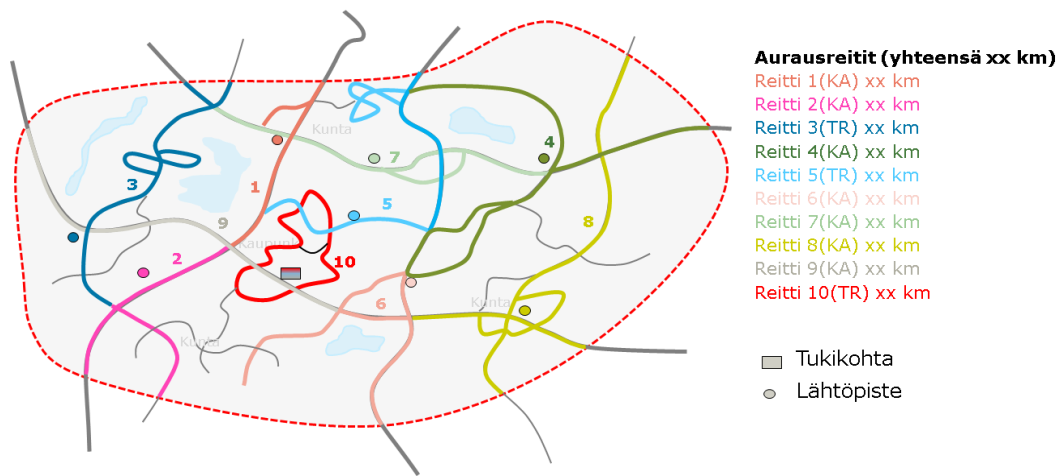 Aurausreitit (yhteensä xx km)
Reitti 1(KA) xx km
Reitti 2(KA) xx km
Reitti 3(TR) xx km
Reitti 4(KA) xx km
Reitti 5(TR) xx km
Reitti 6(KA) xx km
Reitti 7(KA) xx km
Reitti 8(KA) xx km
Reitti 9(KA) xx km
Reitti 10(TR) xx km
Tukikohta
Lähtöpiste
Kunta
4
7
3
1
5
9
8
Kaupunki
2
10
6
Kunta
Kunta